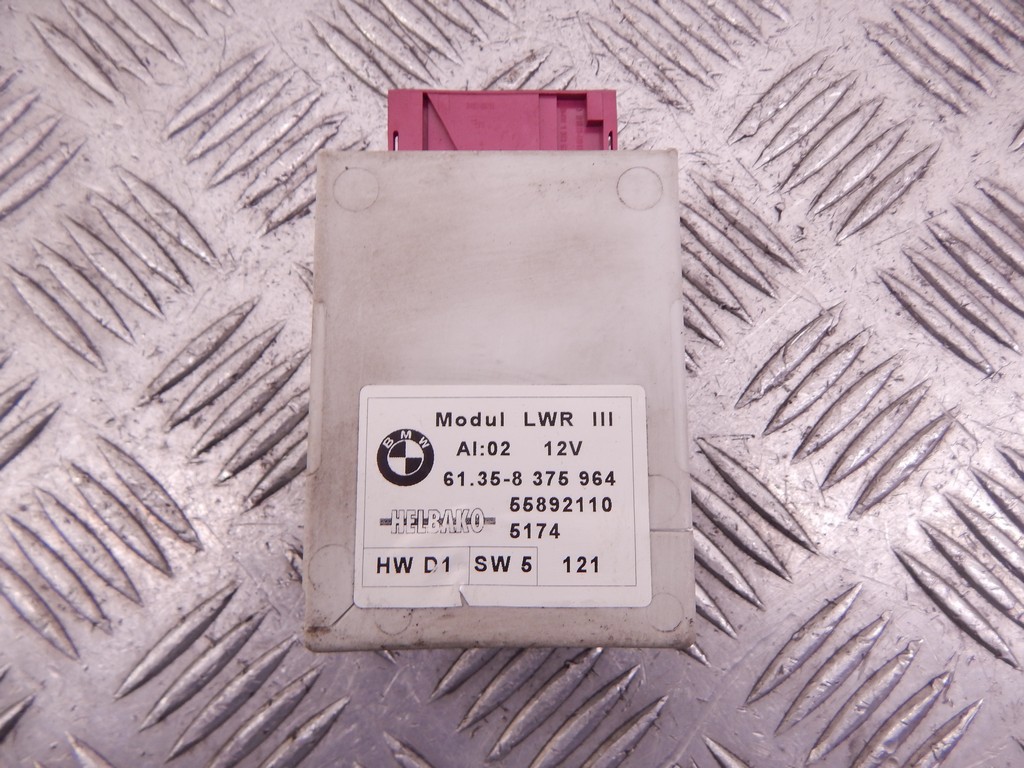 Modul LWR III
BMW
AI:02 12V
61.35-8 375 964
55892110
HELBAKO
5174
HW D1 SW 5 121